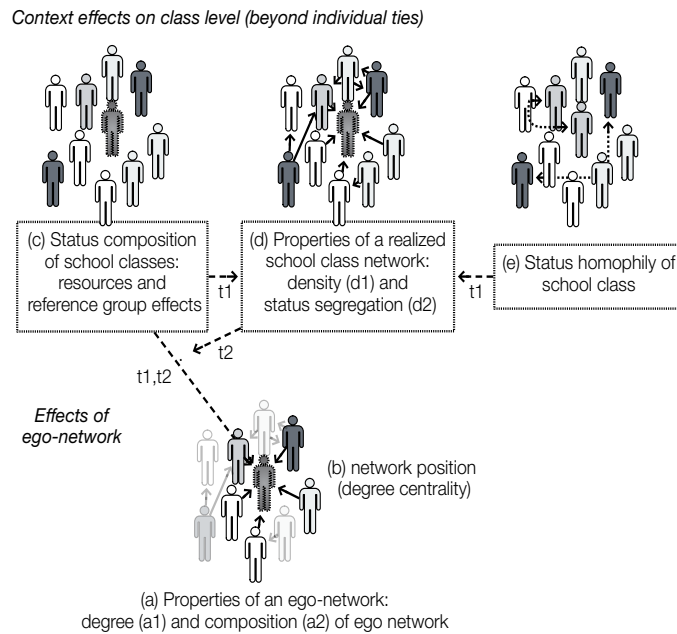 Context effects on class level (beyond individual ties)
(c) Status composition
of school classes:
resources and
reference group effects
t1
(d) Properties of a realized
school class network:
density (d1) and
status segregation (d2)
t1
(e) Status homophily of
school class
t2
t1,t2
Effects of
ego-network
(b) network position
(degree centrality)
(a) Properties of an ego-network:
degree (a1) and composition (a2) of ego network